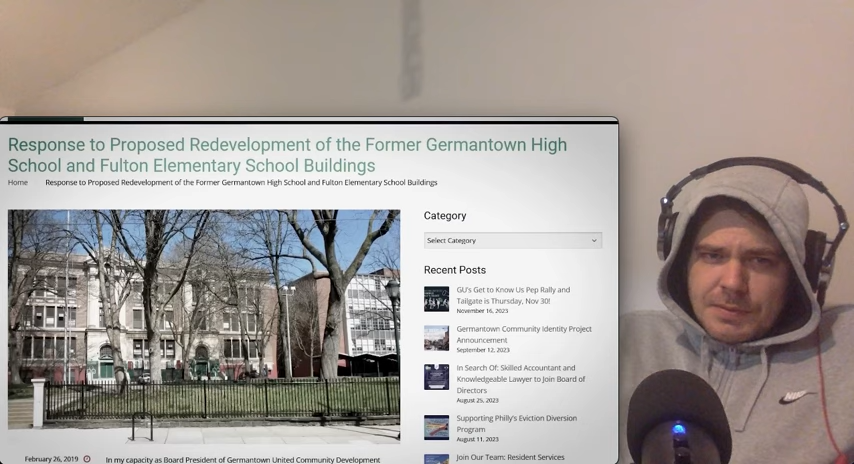 Response to Proposed Redevelopment of the Former Germantown High
School and Fulton Elementary School Buildings
Home Response to Proposed Redevelopment of the Former Germantown High School and Fulton Elementary School Buildings
Category
Select Category
Recent Posts
GU's Get to Know Us Pep Rally and
Tailgate is Thursday, Nov 30!
November 16, 2023
Germantown Community Identity Project
Announcement
September 12, 2023
In Search Of: Skilled Accountant and
Knowledgeable Lawyer to Join Board of
Directors
August 25, 2023
Supporting Philly's Eviction Diversion
Program
August 11, 2023
Join Our Team: Resident Services
February 26, 2019 In my capacity as Board President of Germantown United Community Development